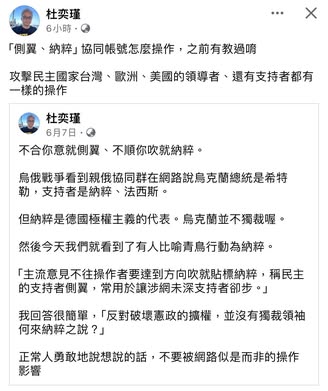 杜奕瑾
6小時・
「側翼、納粹」協同帳號怎麼操作，之前有教過唷
攻擊民主國家台灣、歐洲、美國的領導者、還有支持者都有
一樣的操作
杜奕瑾
6月7日・
不合你意就側翼、不順你吹就納粹。
烏俄戰爭看到親俄協同群在網路說烏克蘭總統是希特
勒，支持者是納粹、法西斯。
但納粹是德國極權主義的代表。烏克蘭並不獨裁喔。
然後今天我們就看到了有人比喻青鳥行動為納粹。
「主流意見不往操作者要達到方向吹就貼標納粹，稱民主
的支持者側翼，常用於讓涉網未深支持者卻步。」
我回答很簡單，「反對破壞憲政的擴權，並沒有獨裁領袖
何來納粹之說？」
正常人勇敢地說想說的話，不要被網路似是而非的操作
影響